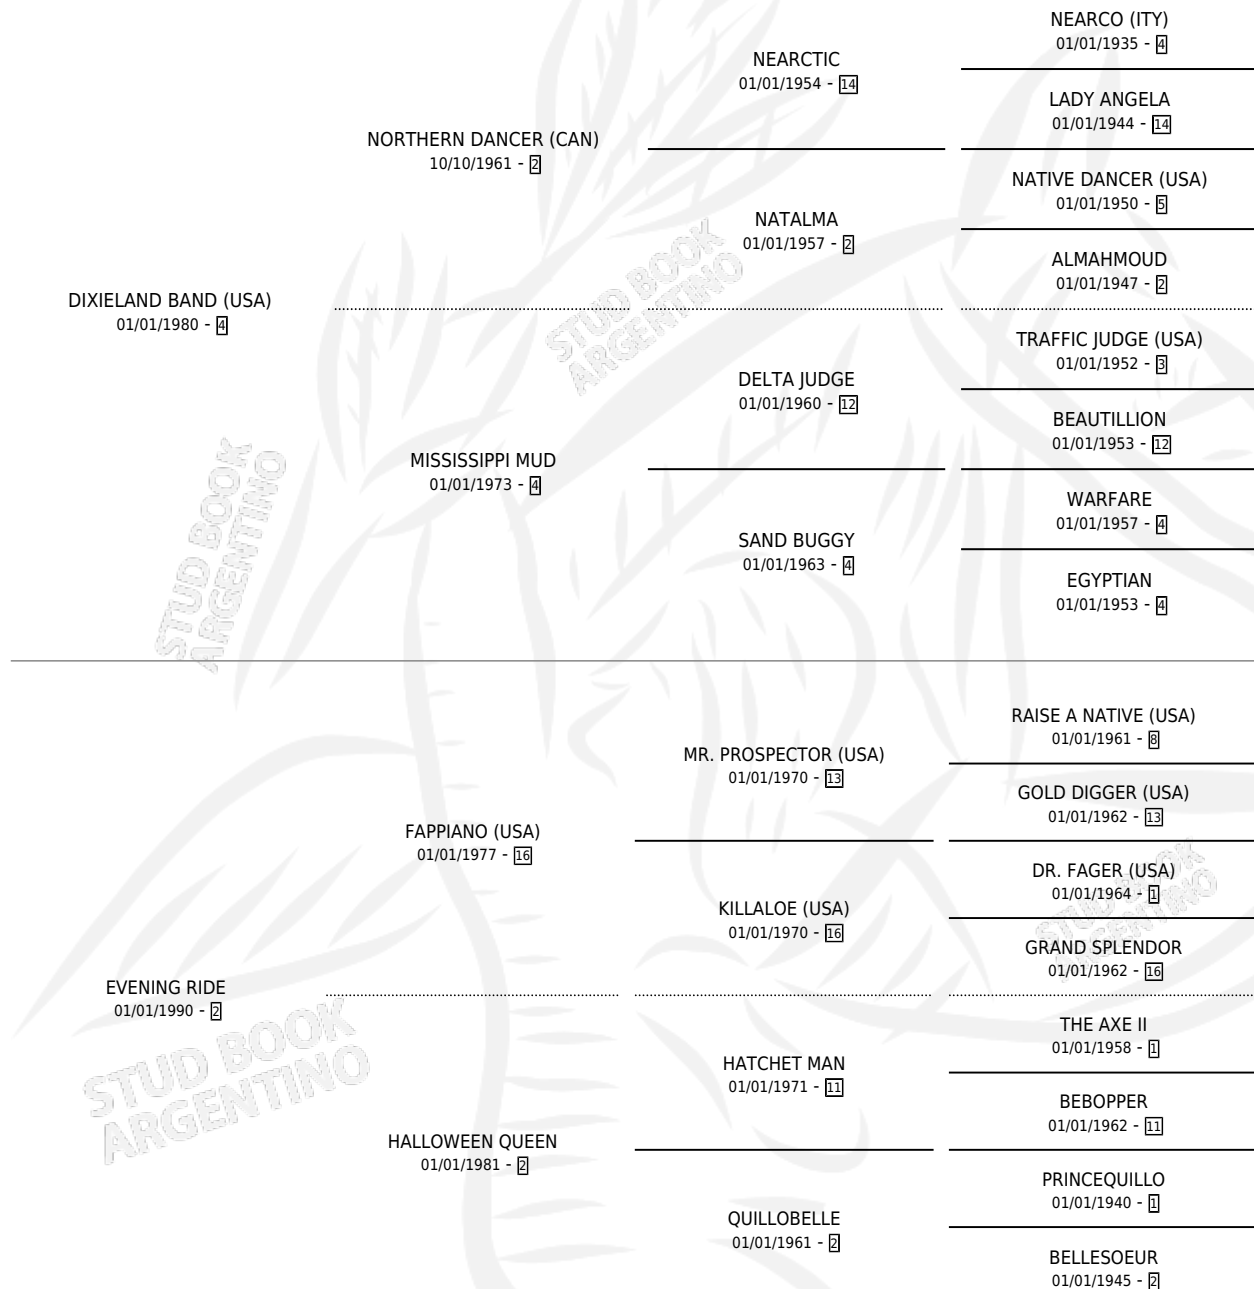 NEARCO (ITY)
01/01/1935 - 4
NEARCTIC
01/01/1954 - 14
LADY ANGELA
01/01/1944 - 14
NORTHERN DANCER (CAN)
10/10/1961 - 2
NATIVE DANCER (USA)
01/01/1950 - 5
NATALMA
01/01/1957 - 2
ALMAHMOUD
01/01/1947 - 2
DIXIELAND BAND (USA)
01/01/1980 - 4
TRAFFIC JUDGE (USA)
01/01/1952 - 3
DELTA JUDGE
01/01/1960 - 12
BEAUTILLION
01/01/1953 - 12
MISSISSIPPI MUD
01/01/1973 - 4
WARFARE
01/01/1957 - 4
SAND BUGGY
01/01/1963 - 4
EGYPTIAN
01/01/1953 - 4
STUD BOOK
ARGENTINO
STUD BOOK
ARGENTINO
RAISE A NATIVE (USA)
01/01/1961 - 8
MR. PROSPECTOR (USA)
01/01/1970 - 13
GOLD DIGGER (USA)
01/01/1962 - 13
FAPPIANO (USA)
01/01/1977 - 16
DR. FAGER (USA)
01/01/1964 - 1
KILLALOE (USA)
01/01/1970 - 16
GRAND SPLENDOR
01/01/1962 - 16
EVENING RIDE
01/01/1990 - 2
THE AXE II
01/01/1958 - 1
HATCHET MAN
01/01/1971 - 11
BEBOPPER
01/01/1962 - 11
HALLOWEEN QUEEN
01/01/1981 - 2
PRINCEQUILLO
01/01/1940 - 1
QUILLOBELLE
01/01/1961 - 2
BELLESOEUR
01/01/1945 - 2
STUD BOOK
ARGENTINO
STUD BOOK
ARGENTINO